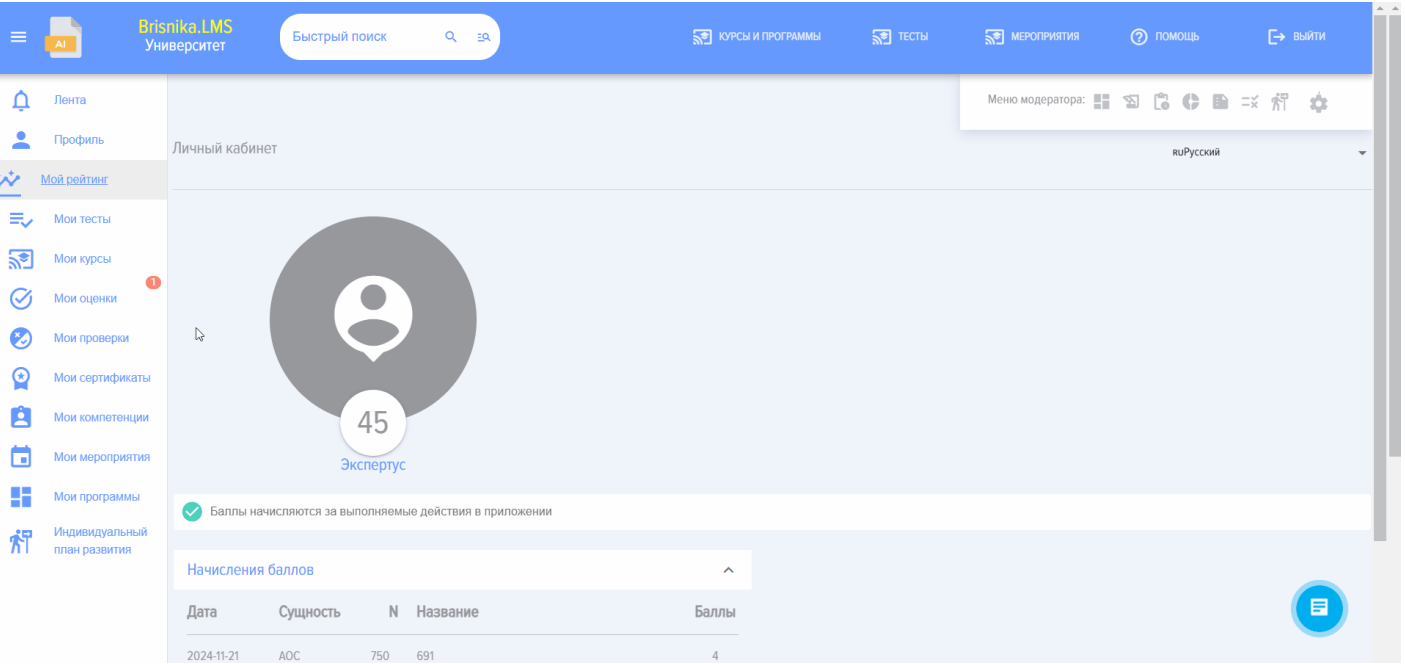 Brisnika.LMS
Университет
AI
Быстрый поиск
КУРСЫ И ПРОГРАММЫ
ТЕСТЫ
МЕРОПРИЯТИЯ
ПОМОЩЬ
ВЫЙТИ
Меню модератора:
Лента
Профиль
Мой рейтинг
Мои тесты
Мои курсы
1
Мои оценки
Мои проверки
Мои сертификаты
Мои компетенции
Мои мероприятия
Мои программы
Индивидуальный
план развития
Личный кабинет
ruРусский
45
Экспертус
Баллы начисляются за выполняемые действия в приложении
Начисления баллов
Дата Сущность N Название Баллы
2024-11-21 АОС 750 691 4